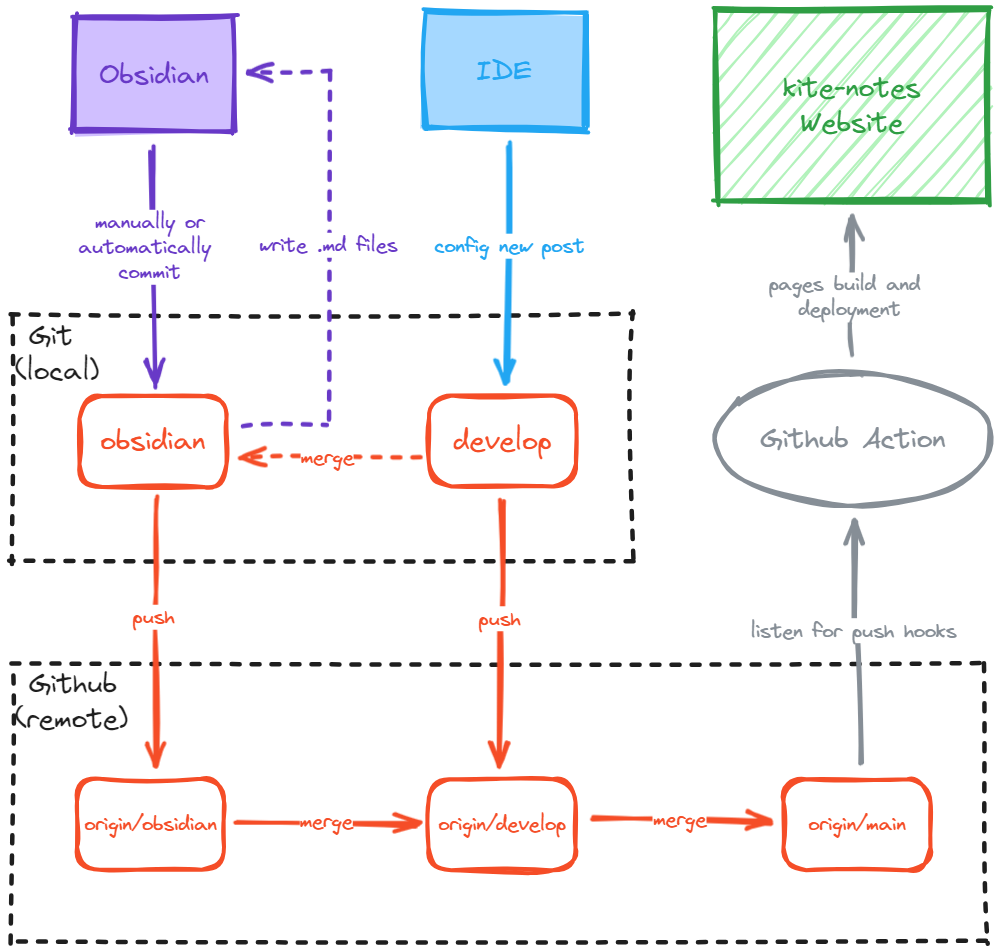 Obsidian
IDE
kite-notes
Website
manually or
automatically
commit
write .md files
config new post
pages build and
deployment
Git
(local)
obsidian
develop
merge
Github Action
push
push
listen for push hooks
Github
(remote)
origin/obsidian
merge
origin/develop
merge
origin/main